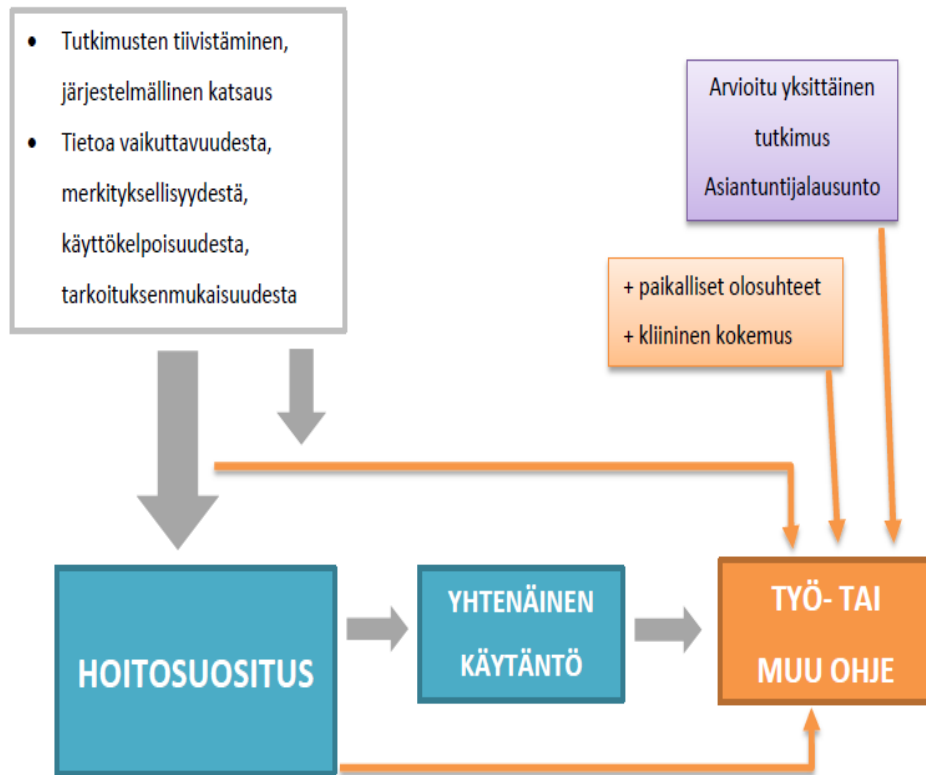 • Tutkimusten tiivistäminen,
järjestelmällinen katsaus
• Tietoa vaikuttavuudesta,
merkityksellisyydestä,
käyttökelpoisuudesta,
tarkoituksenmukaisuudesta
Arvioitu yksittäinen
tutkimus
Asiantuntijalausunto
+ paikalliset olosuhteet
+ kliininen kokemus
HOITOSUOSITUS
YHTENÄINEN
KÄYTÄNTÖ
TYÖ- TAI
MUU OHJE